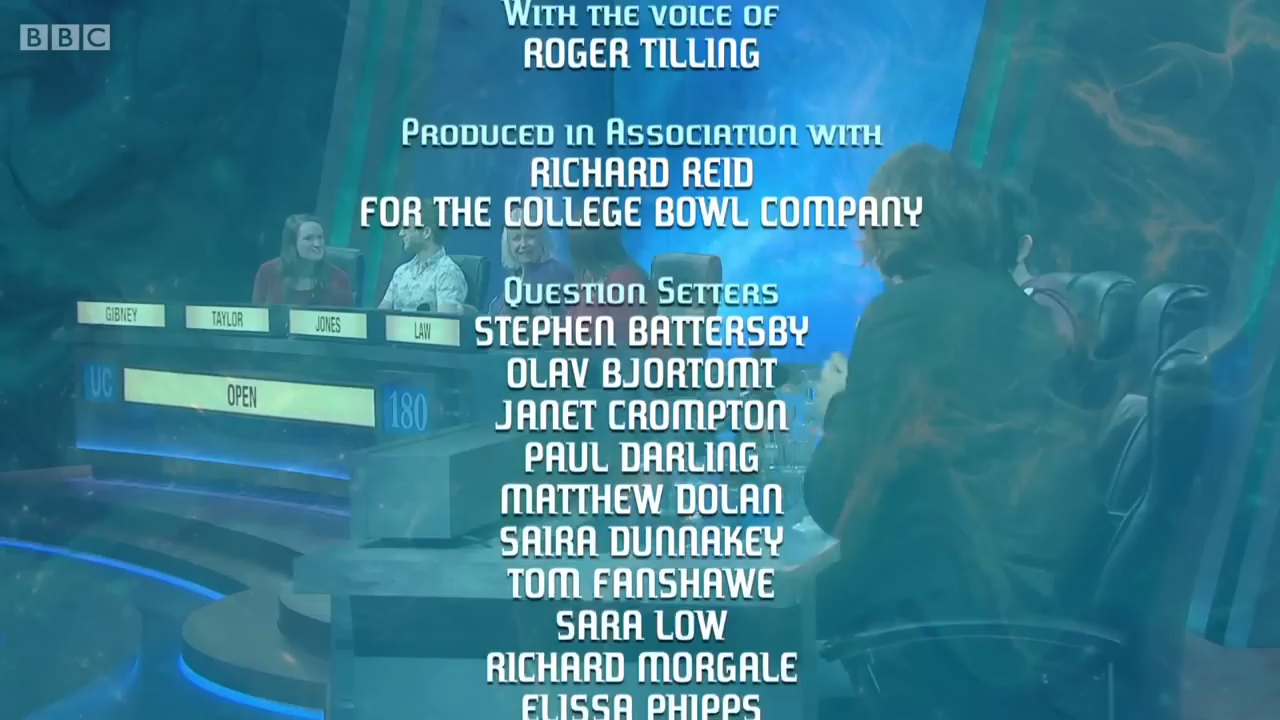 BBC
WITH THE VOICE OF
ROGER TILLING
PRODUCED IN ASSOCIATION WITH
RICHARD REID
FOR THE COLLEGE BOWL COMPANY
QUESTION SETTERS
STEPHEN BATTERSBY
OLAV BJORTOMT
JANET CROMPTON
PAUL DARLING
MATTHEW DOLAN
SAIRA DUNNAKEY
TOM FANSHAWE
SARA LOW
RICHARD MORGALE
ELISSA PHIPPS
GIBNEY
TAYLOR
JONES
LAW
UC
OPEN
180